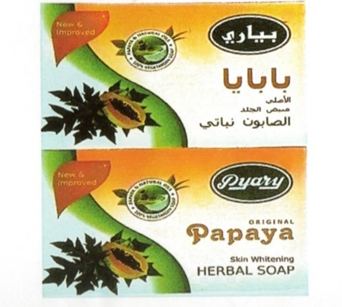 New &
improved
بياري
بابايا
الأصلي
مبيض الجلد
الصابون نباتي
New &
improved
Pyary
ORIGINAL
Papaya
Skin Whitening
HERBAL SOAP